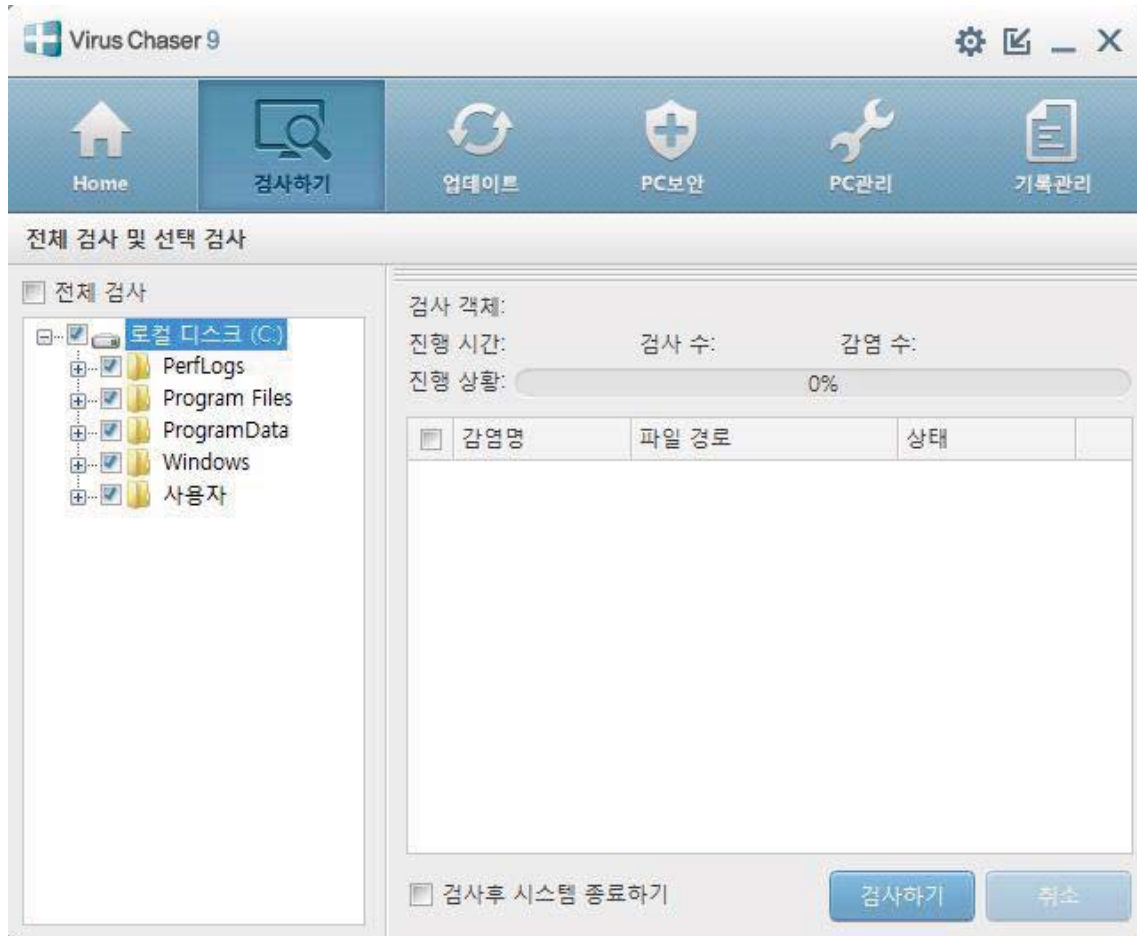 Virus Chaser 9
Home
검사하기
업데이트
PC보안
PC관리
기록관리
전체 검사 및 선택 검사
전체 검사
로컬 디스크 (C:)
PerfLogs
Program Files
ProgramData
Windows
사용자
검사 객체:
진행 시간: 검사 수: 감염 수:
진행 상황: 0%
감염명 파일 경로 상태
검사후 시스템 종료하기
검사하기
취소